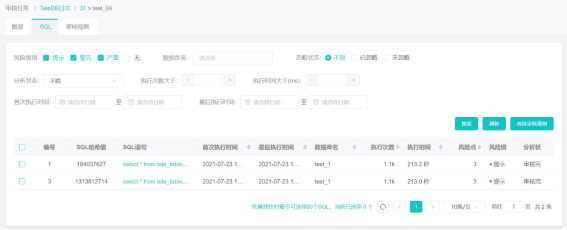 审核任务 / TeleDB日志 / 31 > test_04
概要 SQL 审核规则
风险级别： 提示 警告 严重 无 数据库名： 请选择 忽略状态： 不限 已忽略 未忽略
分析状态： 不限 执行次数大于： - + 执行时间大于(ms)： - +
首次执行时间： 请选择日期 至 请选择日期 最后执行时间： 请选择日期 至 请选择日期
搜索 选择审核规则
编号 SQL哈希值 SQL语句 首次执行时间 最后执行时间 数据库名 执行次数 执行时间 风险点 风险级 分析状
1 184037627 select * from tele_table... 2021-07-23 1... 2021-07-23 1... test_1 1.1k 213.2 秒 3 提示 审核完
3 1313812714 select * from tele_table... 2021-07-23 1... 2021-07-23 1... test_1 1.1k 213.0 秒 3 提示 审核完
批量操作时最多可选择50个SQL，当前已选择 0 个 < 1 > 10条/页 前往 1 页 共 2 条